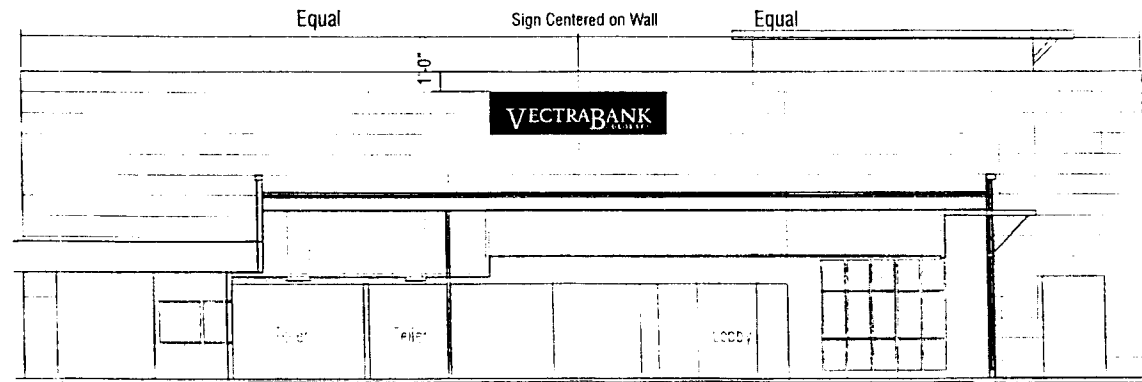 Equal Sign Centered on Wall Equal
1'-0"
VECTRABANK
Teller Teller Lobby